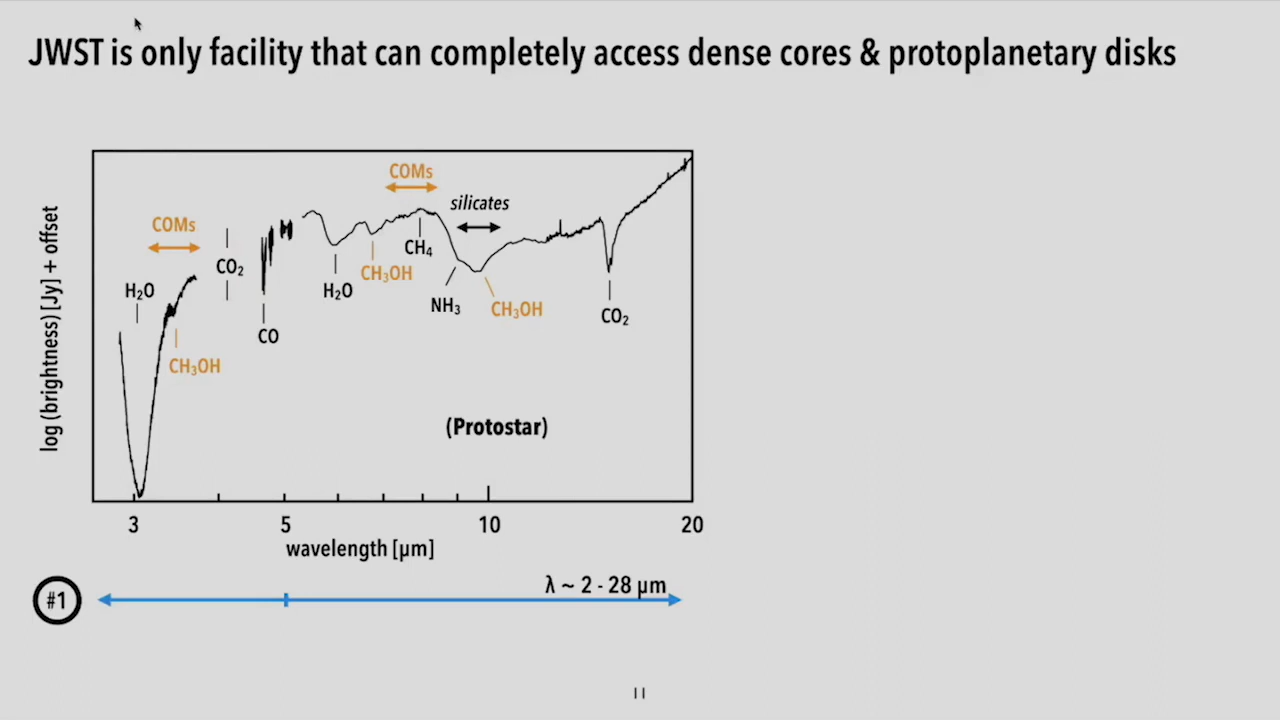 JWST is only facility that can completely access dense cores & protoplanetary disks
COMs
COMs
silicates
CO₂
H₂O
CH₄
CH₃OH
H₂O
NH₃
CH₃OH
CO₂
CO
CH₃OH
(Protostar)
log (brightness) [Jy] + offset
3 5 10 20
wavelength [µm]
#1
λ ~ 2 - 28 µm
11